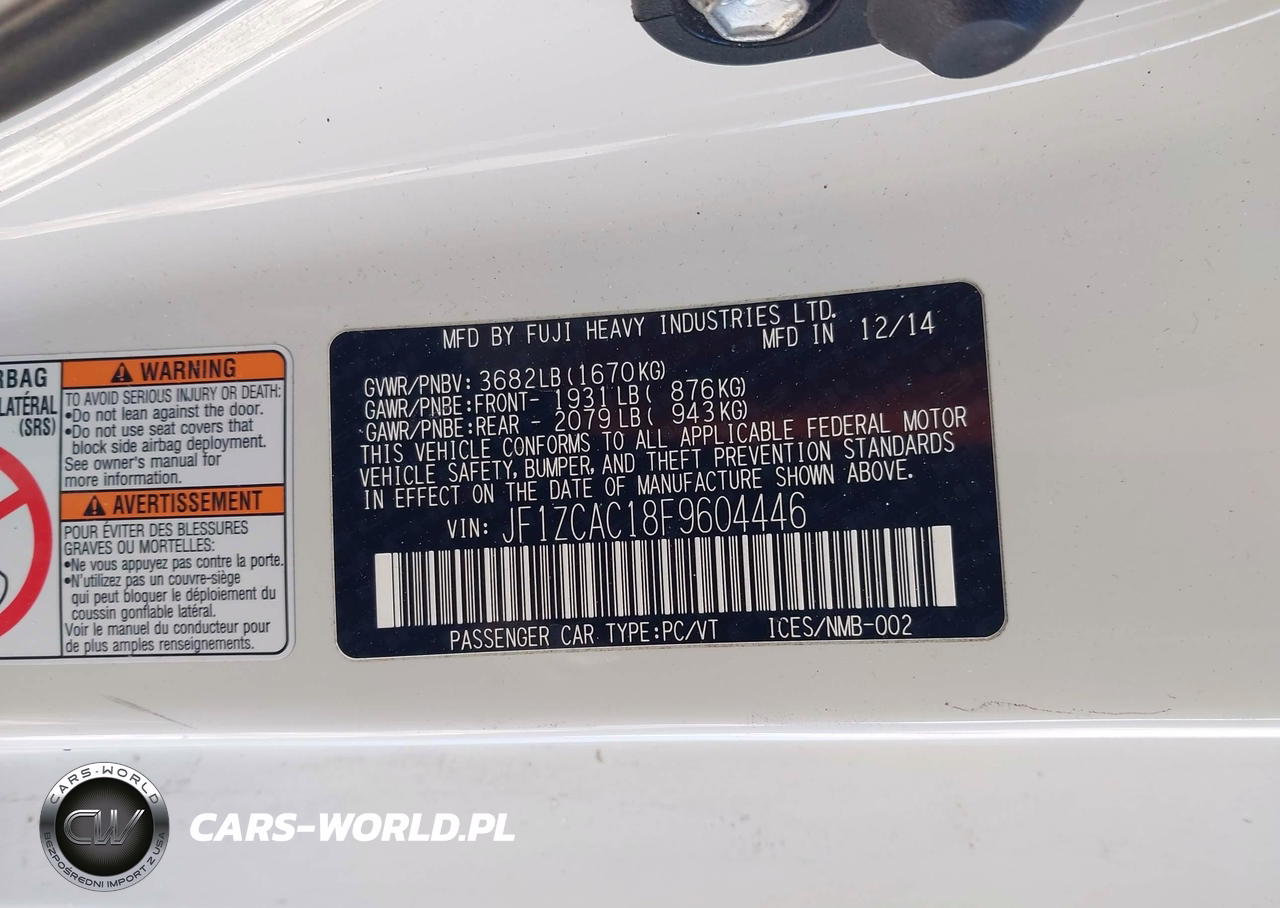 RBAG
LATÉRAL
(SRS)
WARNING
TO AVOID SERIOUS INJURY OR DEATH:
•Do not lean against the door.
•Do not use seat covers that
block side airbag deployment.
See owner's manual for
more information.
AVERTISSEMENT
POUR ÉVITER DES BLESSURES
GRAVES OU MORTELLES:
•Ne vous appuyez pas contre la porte.
•N'utilizez pas un couvre-siège
qui peut bloquer le déploiement du
coussin gonflable latéral.
Voir le manuel du conducteur pour
de plus amples renseignements.
MFD BY FUJI HEAVY INDUSTRIES LTD.
MFD IN 12/14
GVWR/PNBV: 3682LB(1670KG)
GAWR/PNBE:FRONT- 1931LB( 876KG)
GAWR/PNBE:REAR - 2079LB( 943KG)
THIS VEHICLE CONFORMS TO ALL APPLICABLE FEDERAL MOTOR
VEHICLE SAFETY, BUMPER, AND THEFT PREVENTION STANDARDS
IN EFFECT ON THE DATE OF MANUFACTURE SHOWN ABOVE.
VIN: JF1ZCAC18F9604446
PASSENGER CAR TYPE:PC/VT ICES/NMB-002
CARS-WORLD
CW
BEZPOŚREDNI IMPORT Z USA
CARS-WORLD.PL